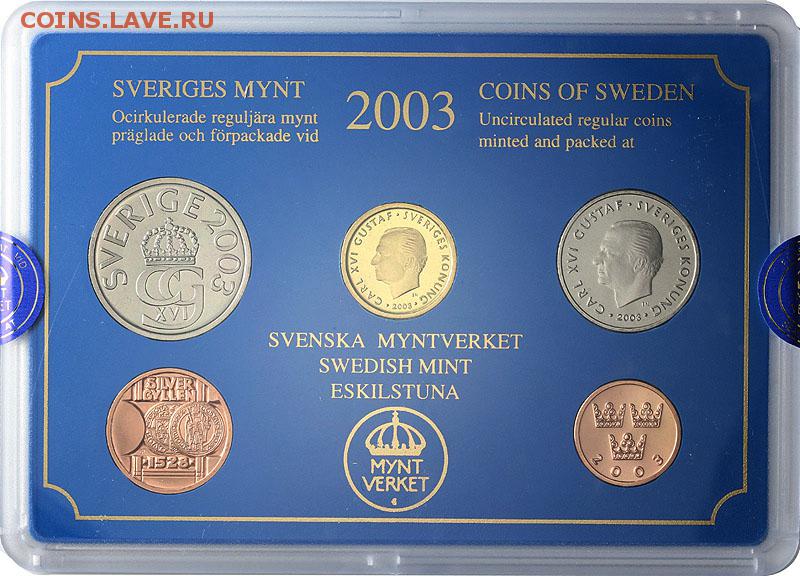 COINS.LAVE.RU
SVERIGES MYNT
Ocirkulerade reguljära mynt
präglade och förpackade vid
2003
COINS OF SWEDEN
Uncirculated regular coins
minted and packed at
SVERIGE 2003
CG
XVI
CARL XVI GUSTAF · SVERIGES KONUNG
· 2003 ·
CARL XVI GUSTAF · SVERIGES KONUNG
· 2003 ·
SVENSKA MYNTVERKET
SWEDISH MINT
ESKILSTUNA
SILVER
GYLLEN
1528
MYNT
VERKET
2003